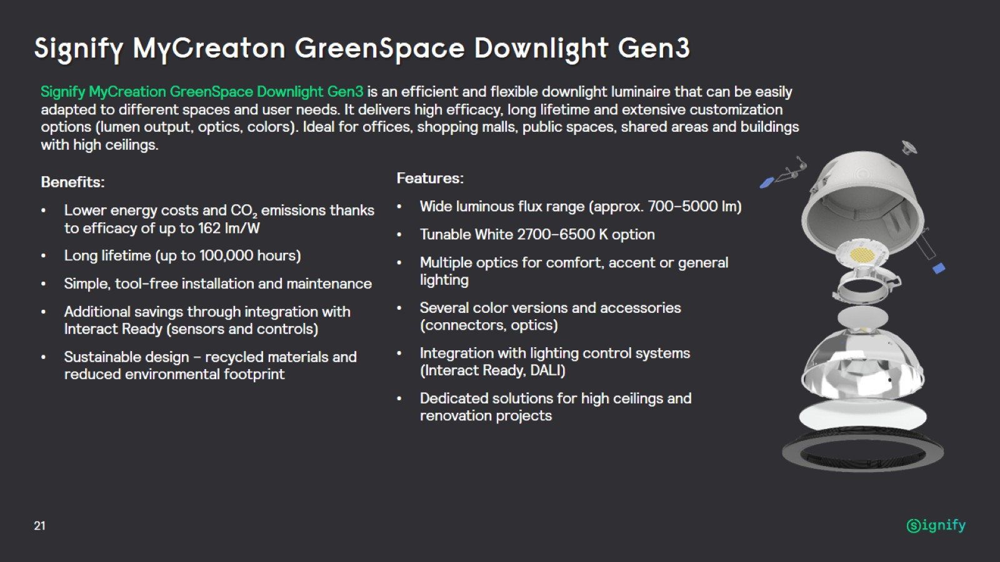 Signify MyCreaton GreenSpace Downlight Gen3
Signify MyCreation GreenSpace Downlight Gen3 is an efficient and flexible downlight luminaire that can be easily
adapted to different spaces and user needs. It delivers high efficacy, long lifetime and extensive customization
options (lumen output, optics, colors). Ideal for offices, shopping malls, public spaces, shared areas and buildings
with high ceilings.
Benefits:
• Lower energy costs and CO₂ emissions thanks
to efficacy of up to 162 lm/W
• Long lifetime (up to 100,000 hours)
• Simple, tool-free installation and maintenance
• Additional savings through integration with
Interact Ready (sensors and controls)
• Sustainable design – recycled materials and
reduced environmental footprint
Features:
• Wide luminous flux range (approx. 700–5000 lm)
• Tunable White 2700–6500 K option
• Multiple optics for comfort, accent or general
lighting
• Several color versions and accessories
(connectors, optics)
• Integration with lighting control systems
(Interact Ready, DALI)
• Dedicated solutions for high ceilings and
renovation projects
21
Signify